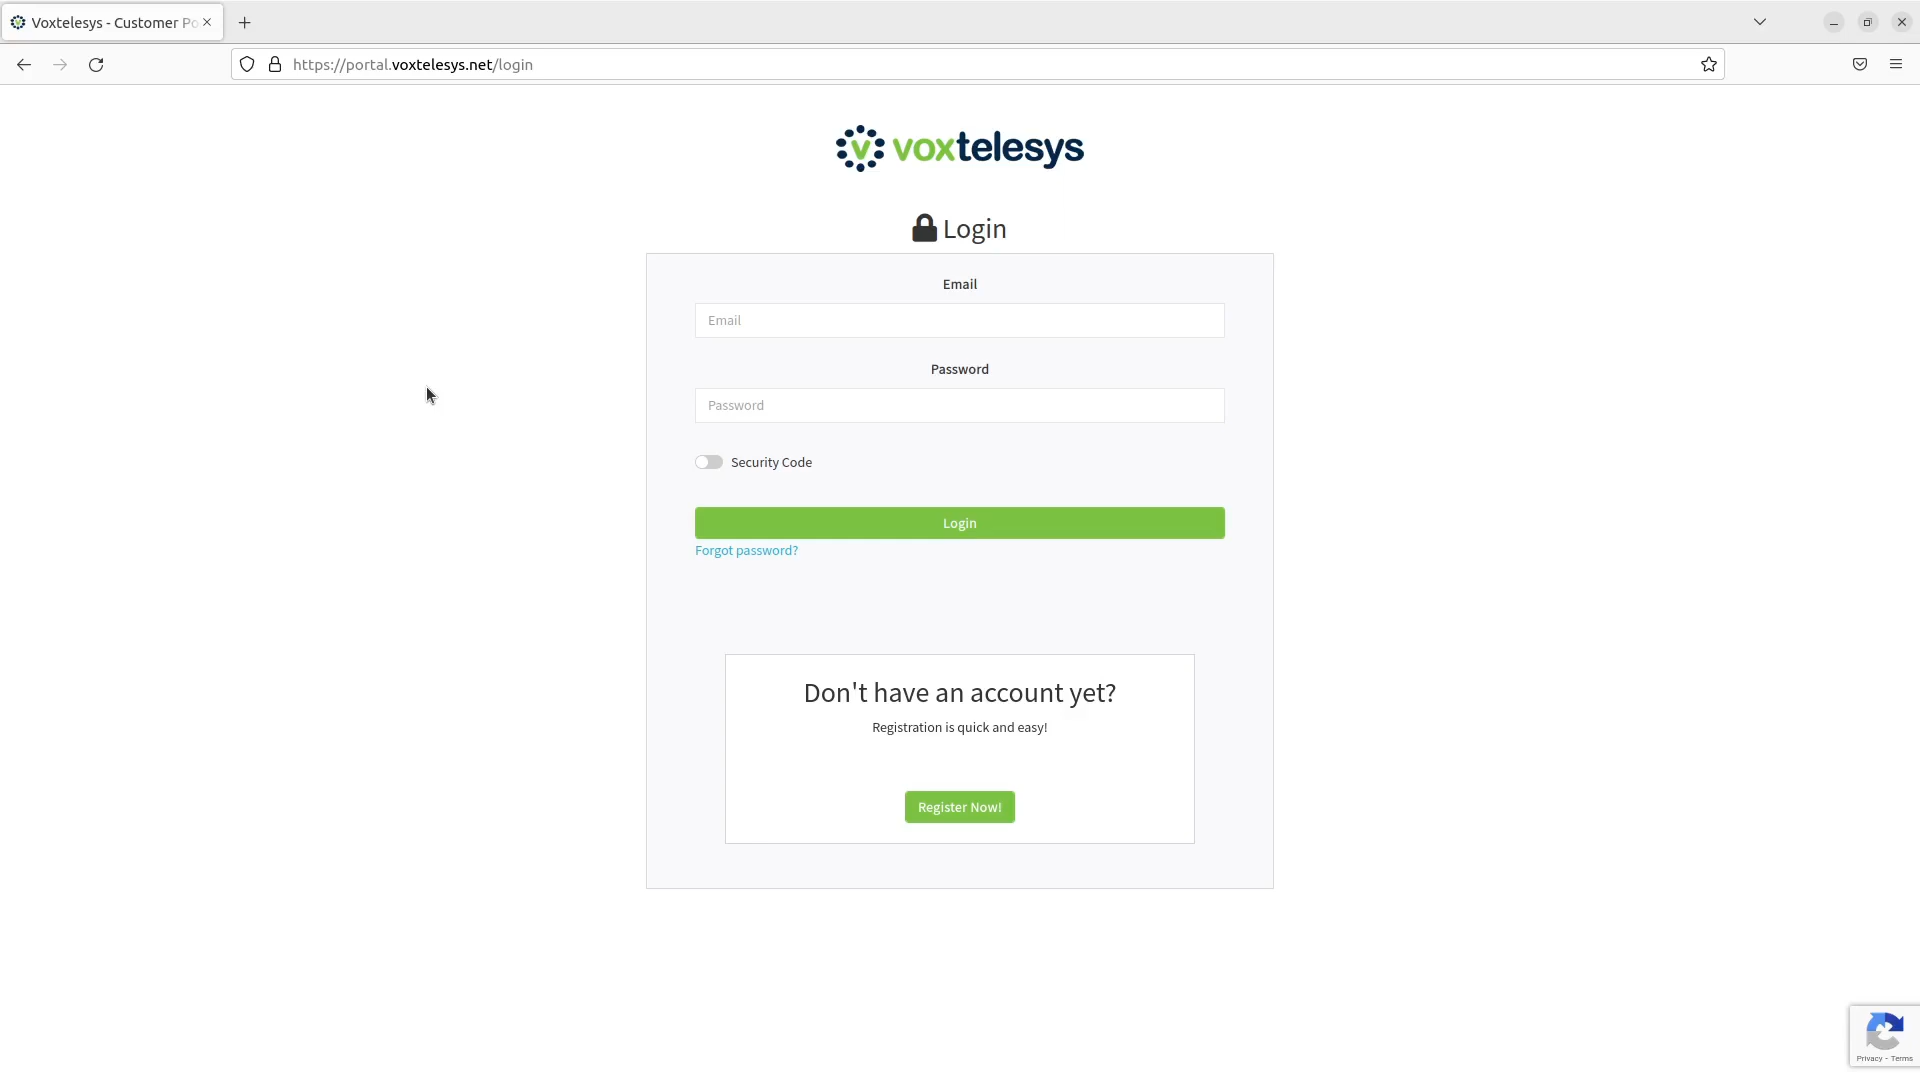 Voxtelesys - Customer Po
https://portal.voxtelesys.net/login
voxtelesys
Login
Email
Email
Password
Password
Security Code
Login
Forgot password?
Don't have an account yet?
Registration is quick and easy!
Register Now!
Privacy - Terms